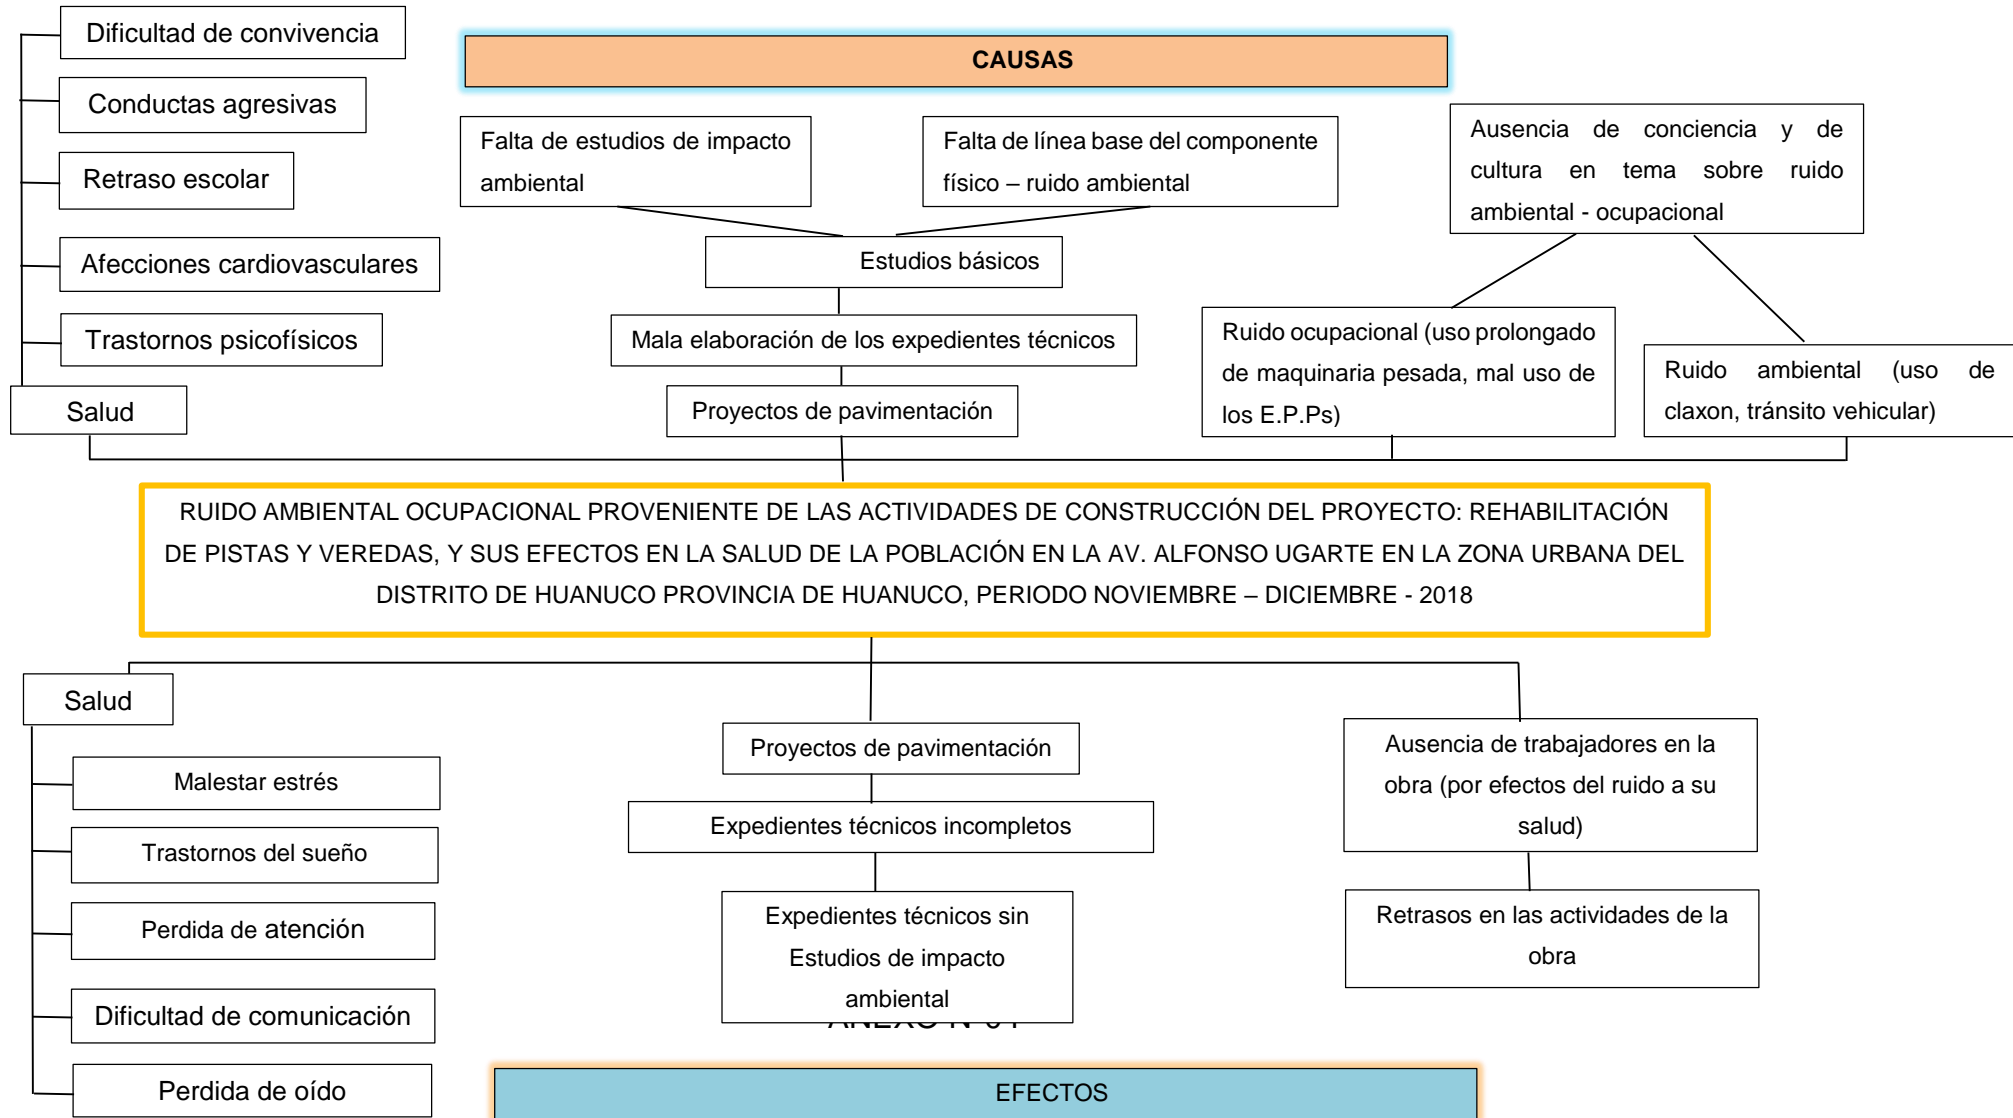 Dificultad de convivencia
Conductas agresivas
Retraso escolar
Afecciones cardiovasculares
Trastornos psicofísicos
Salud
CAUSAS
Falta de estudios de impacto
ambiental
Falta de línea base del componente
físico – ruido ambiental
Estudios básicos
Mala elaboración de los expedientes técnicos
Proyectos de pavimentación
Ausencia de conciencia y de
cultura en tema sobre ruido
ambiental - ocupacional
Ruido ocupacional (uso prolongado
de maquinaria pesada, mal uso de
los E.P.Ps)
Ruido ambiental (uso de
claxon, tránsito vehicular)
RUIDO AMBIENTAL OCUPACIONAL PROVENIENTE DE LAS ACTIVIDADES DE CONSTRUCCIÓN DEL PROYECTO: REHABILITACIÓN
DE PISTAS Y VEREDAS, Y SUS EFECTOS EN LA SALUD DE LA POBLACIÓN EN LA AV. ALFONSO UGARTE EN LA ZONA URBANA DEL
DISTRITO DE HUANUCO PROVINCIA DE HUANUCO, PERIODO NOVIEMBRE – DICIEMBRE - 2018
Salud
Malestar estrés
Trastornos del sueño
Perdida de atención
Dificultad de comunicación
Perdida de oído
Proyectos de pavimentación
Expedientes técnicos incompletos
Expedientes técnicos sin
Estudios de impacto
ambiental
Ausencia de trabajadores en la
obra (por efectos del ruido a su
salud)
Retrasos en las actividades de la
obra
ANEXO
EFECTOS